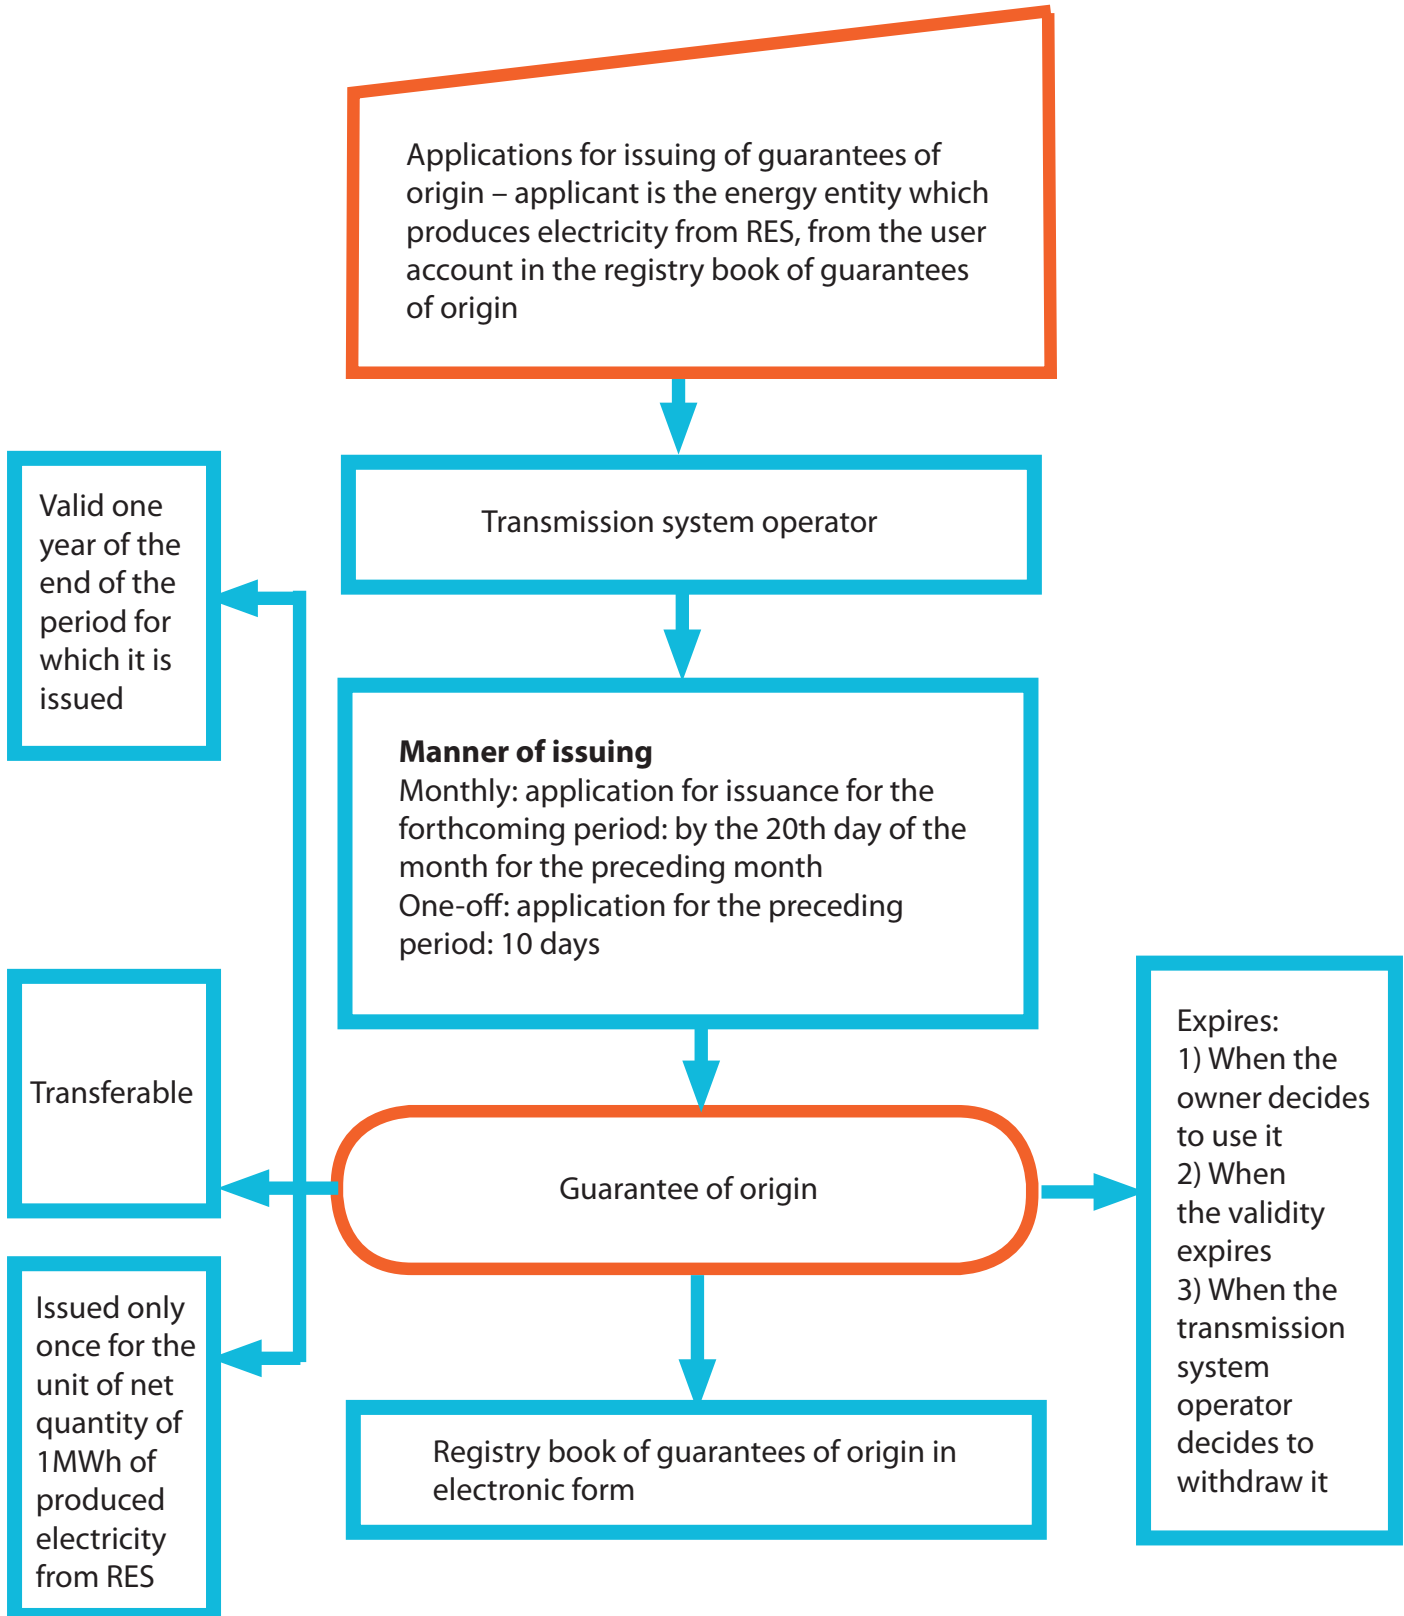 Applications for issuing of guarantees of
origin – applicant is the energy entity which
produces electricity from RES, from the user
account in the registry book of guarantees
of origin
Transmission system operator
Valid one
year of the
end of the
period for
which it is
issued
Manner of issuing
Monthly: application for issuance for the
forthcoming period: by the 20th day of the
month for the preceding month
One-off: application for the preceding
period: 10 days
Transferable
Guarantee of origin
Expires:
1) When the
owner decides
to use it
2) When
the validity
expires
3) When the
transmission
system
operator
decides to
withdraw it
Issued only
once for the
unit of net
quantity of
1MWh of
produced
electricity
from RES
Registry book of guarantees of origin in
electronic form